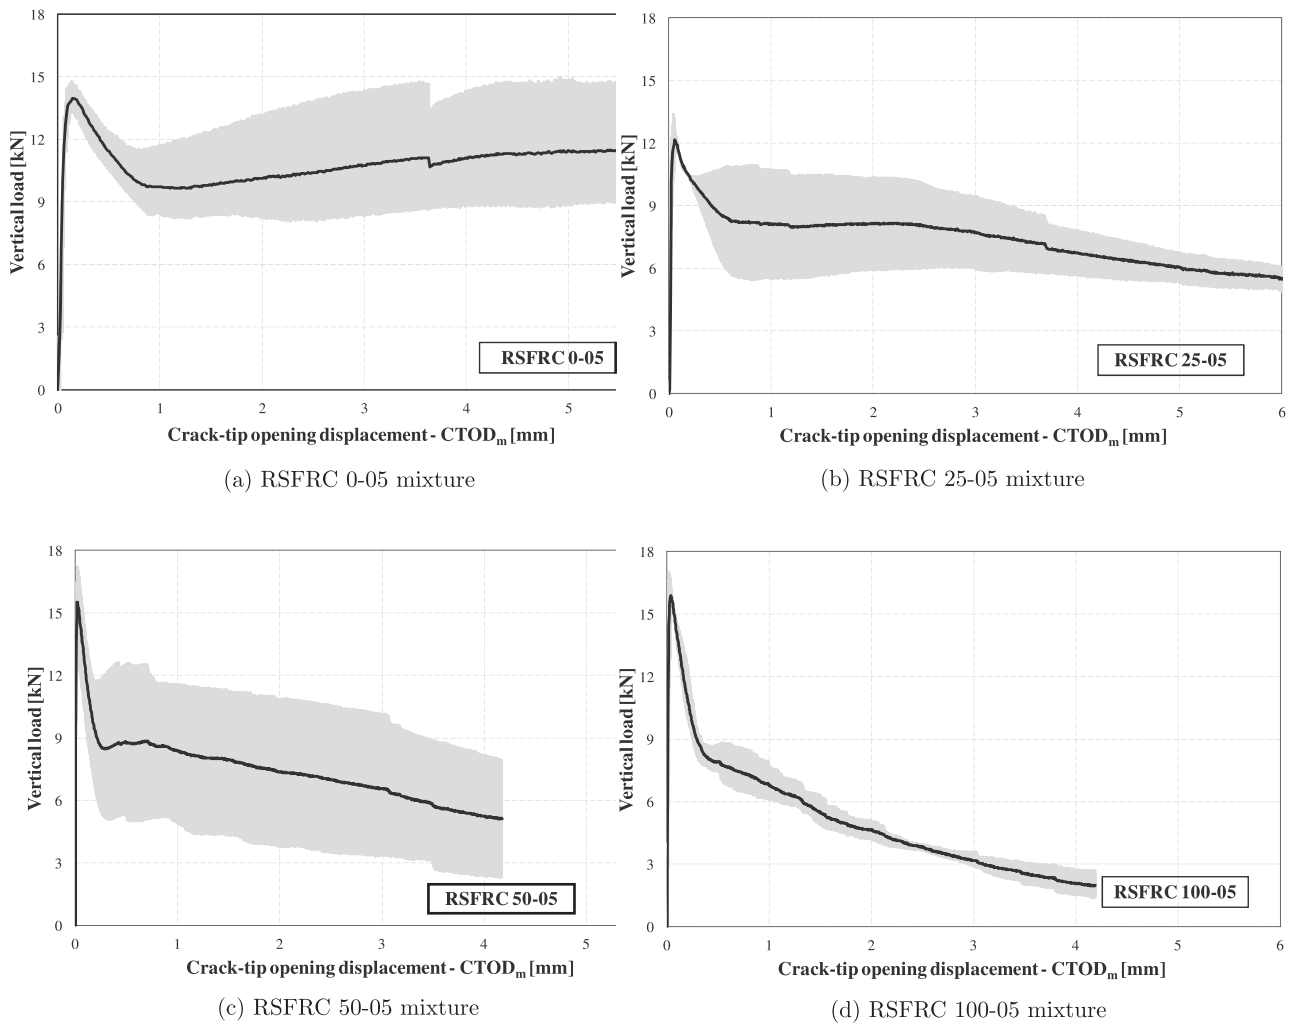 18
15
12
9
6
3
0
Vertical load [kN]
RSFRC 0-05
0 1 2 3 4 5
Crack-tip opening displacement - CTODm [mm]
(a) RSFRC 0-05 mixture
18
15
12
9
6
3
0
Vertical load [kN]
RSFRC 25-05
0 1 2 3 4 5 6
Crack-tip opening displacement - CTODm [mm]
(b) RSFRC 25-05 mixture
18
15
12
9
6
3
0
Vertical load [kN]
RSFRC 50-05
0 1 2 3 4 5
Crack-tip opening displacement - CTODm [mm]
(c) RSFRC 50-05 mixture
18
15
12
9
6
3
0
Vertical load [kN]
RSFRC 100-05
0 1 2 3 4 5 6
Crack-tip opening displacement - CTODm [mm]
(d) RSFRC 100-05 mixture